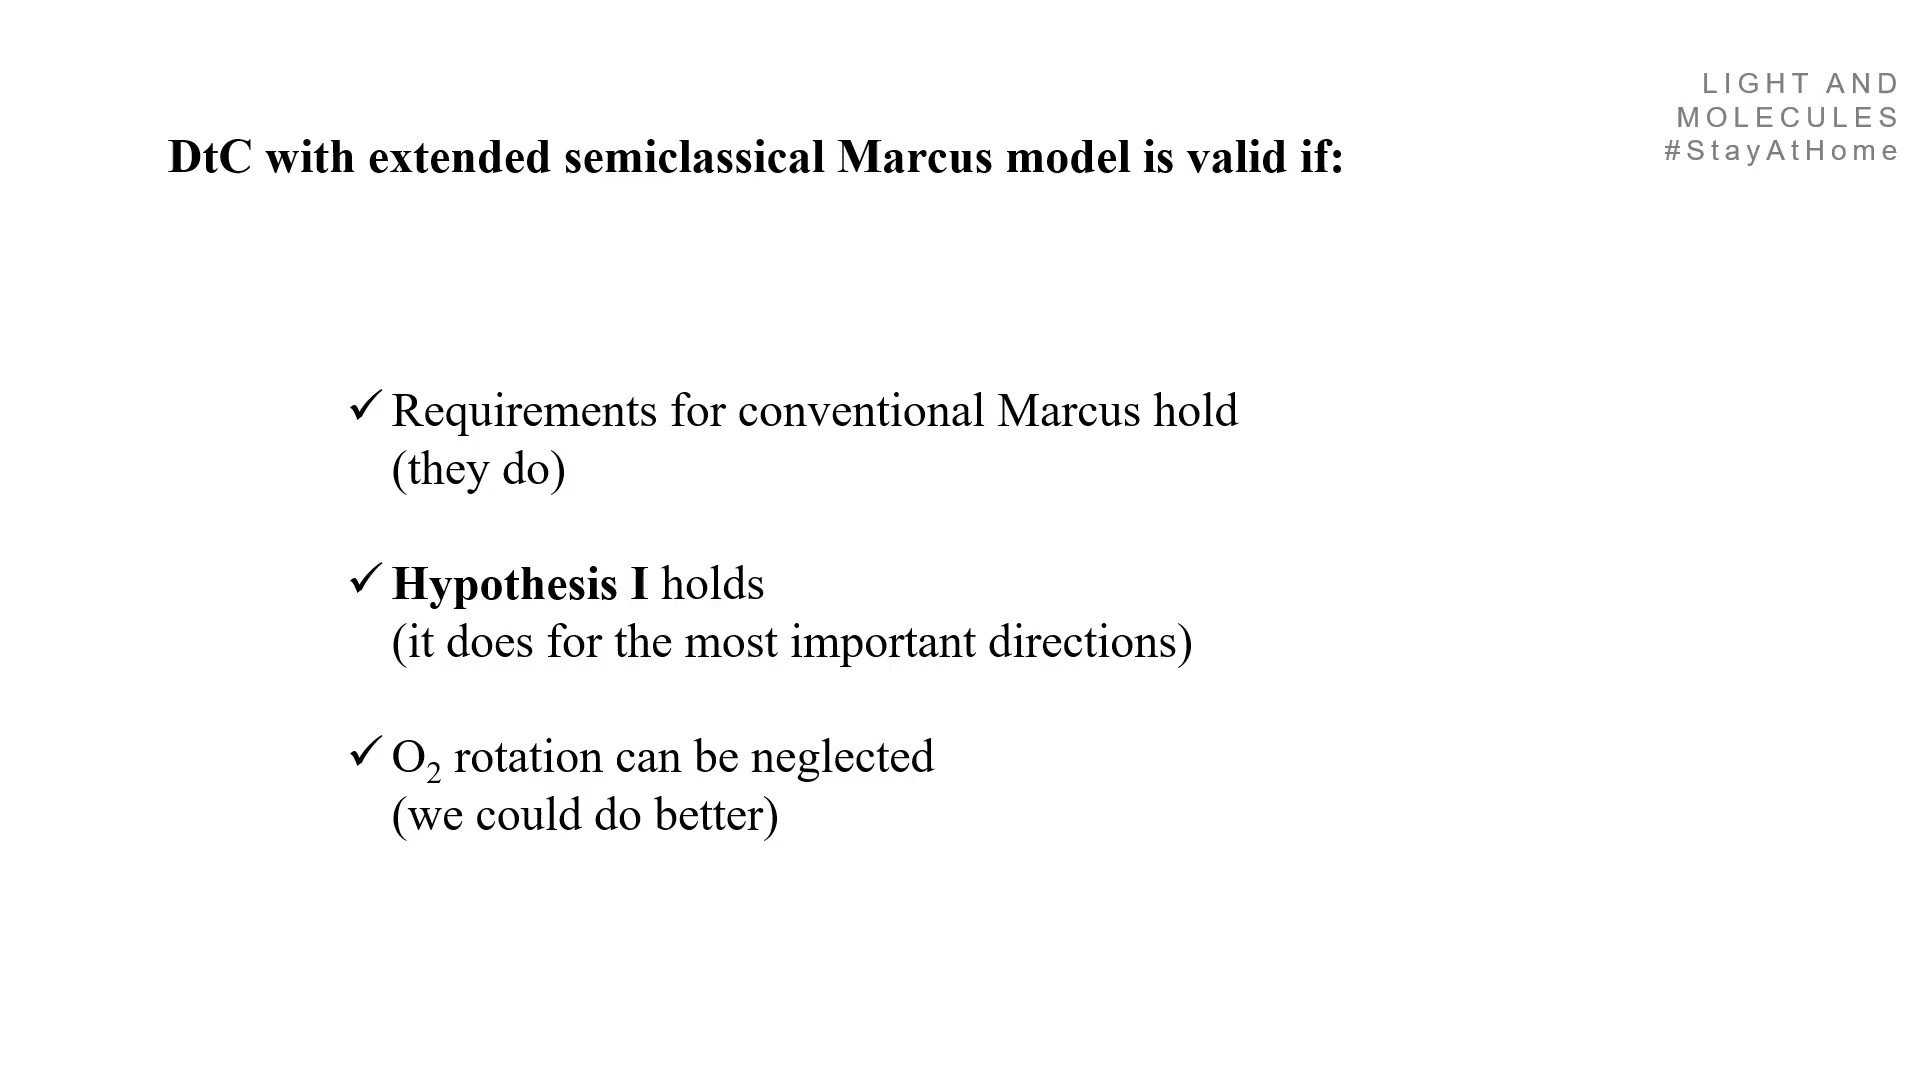 LIGHT AND
MOLECULES
#StayAtHome
DtC with extended semiclassical Marcus model is valid if:
✓ Requirements for conventional Marcus hold
(they do)
✓ Hypothesis I holds
(it does for the most important directions)
✓ O₂ rotation can be neglected
(we could do better)